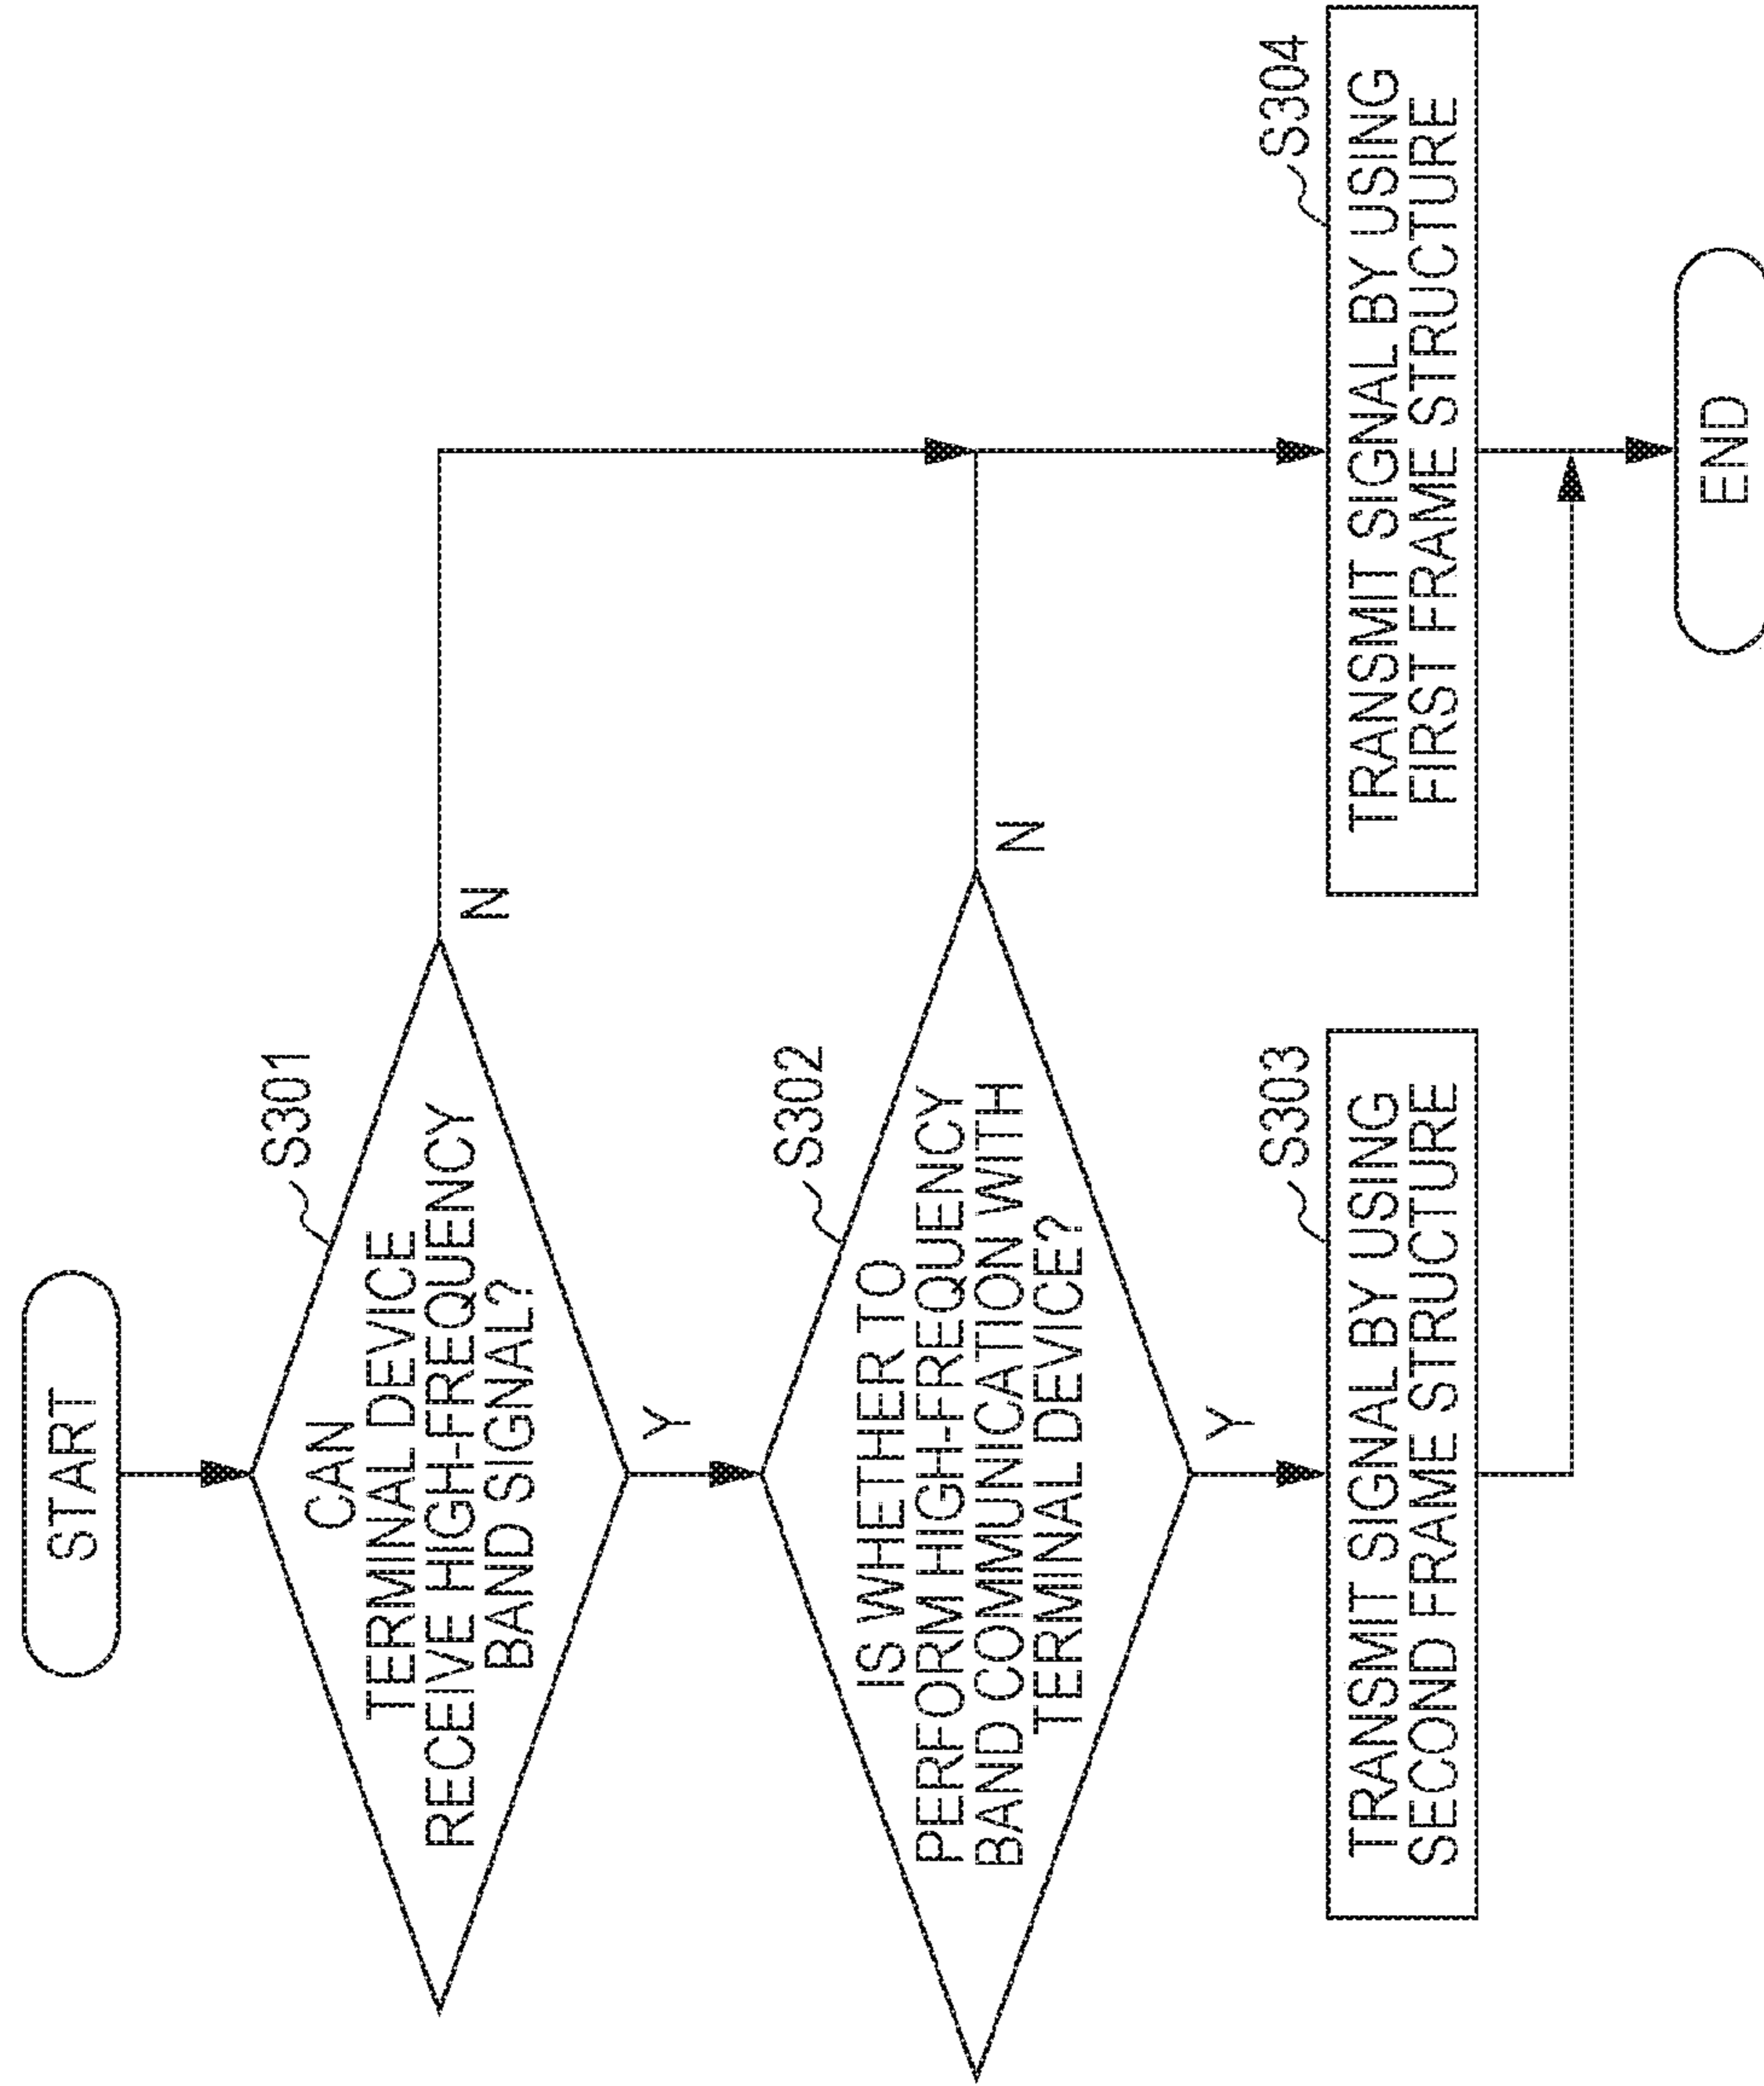 START
S301
CAN
TERMINAL DEVICE
RECEIVE HIGH-FREQUENCY
BAND SIGNAL?
N
Y
S302
IS WHETHER TO
PERFORM HIGH-FREQUENCY
BAND COMMUNICATION WITH
TERMINAL DEVICE?
N
Y
S303
TRANSMIT SIGNAL BY USING
SECOND FRAME STRUCTURE
S304
TRANSMIT SIGNAL BY USING
FIRST FRAME STRUCTURE
END